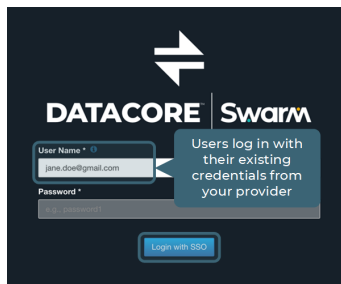 DATACORE™ Swarm
User Name *
jane.doe@gmail.com
Users log in with
their existing
credentials from
your provider
Password *
e.g., password1
Login with SSO